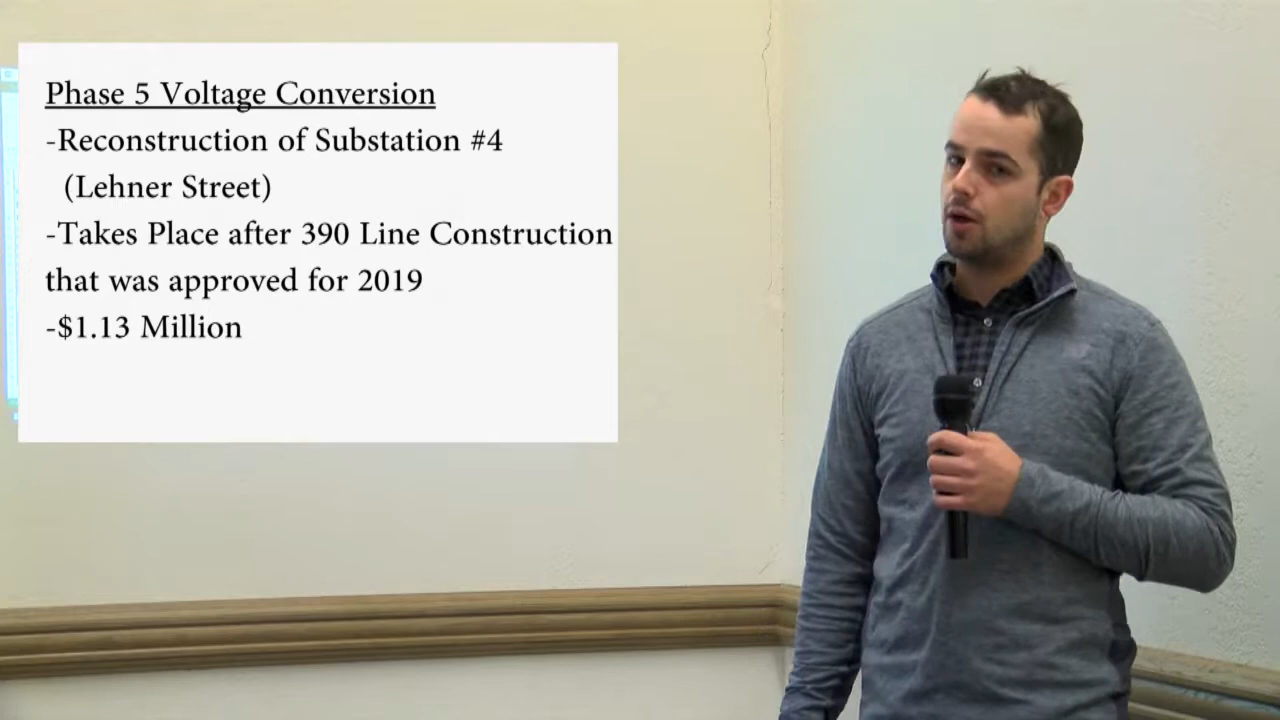 Phase 5 Voltage Conversion
-Reconstruction of Substation #4
(Lehner Street)
-Takes Place after 390 Line Construction
that was approved for 2019
-$1.13 Million